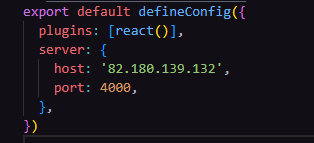 export default defineConfig({
  plugins: [react()],
  server: {
    host: '82.180.139.132',
    port: 4000,
  },
})